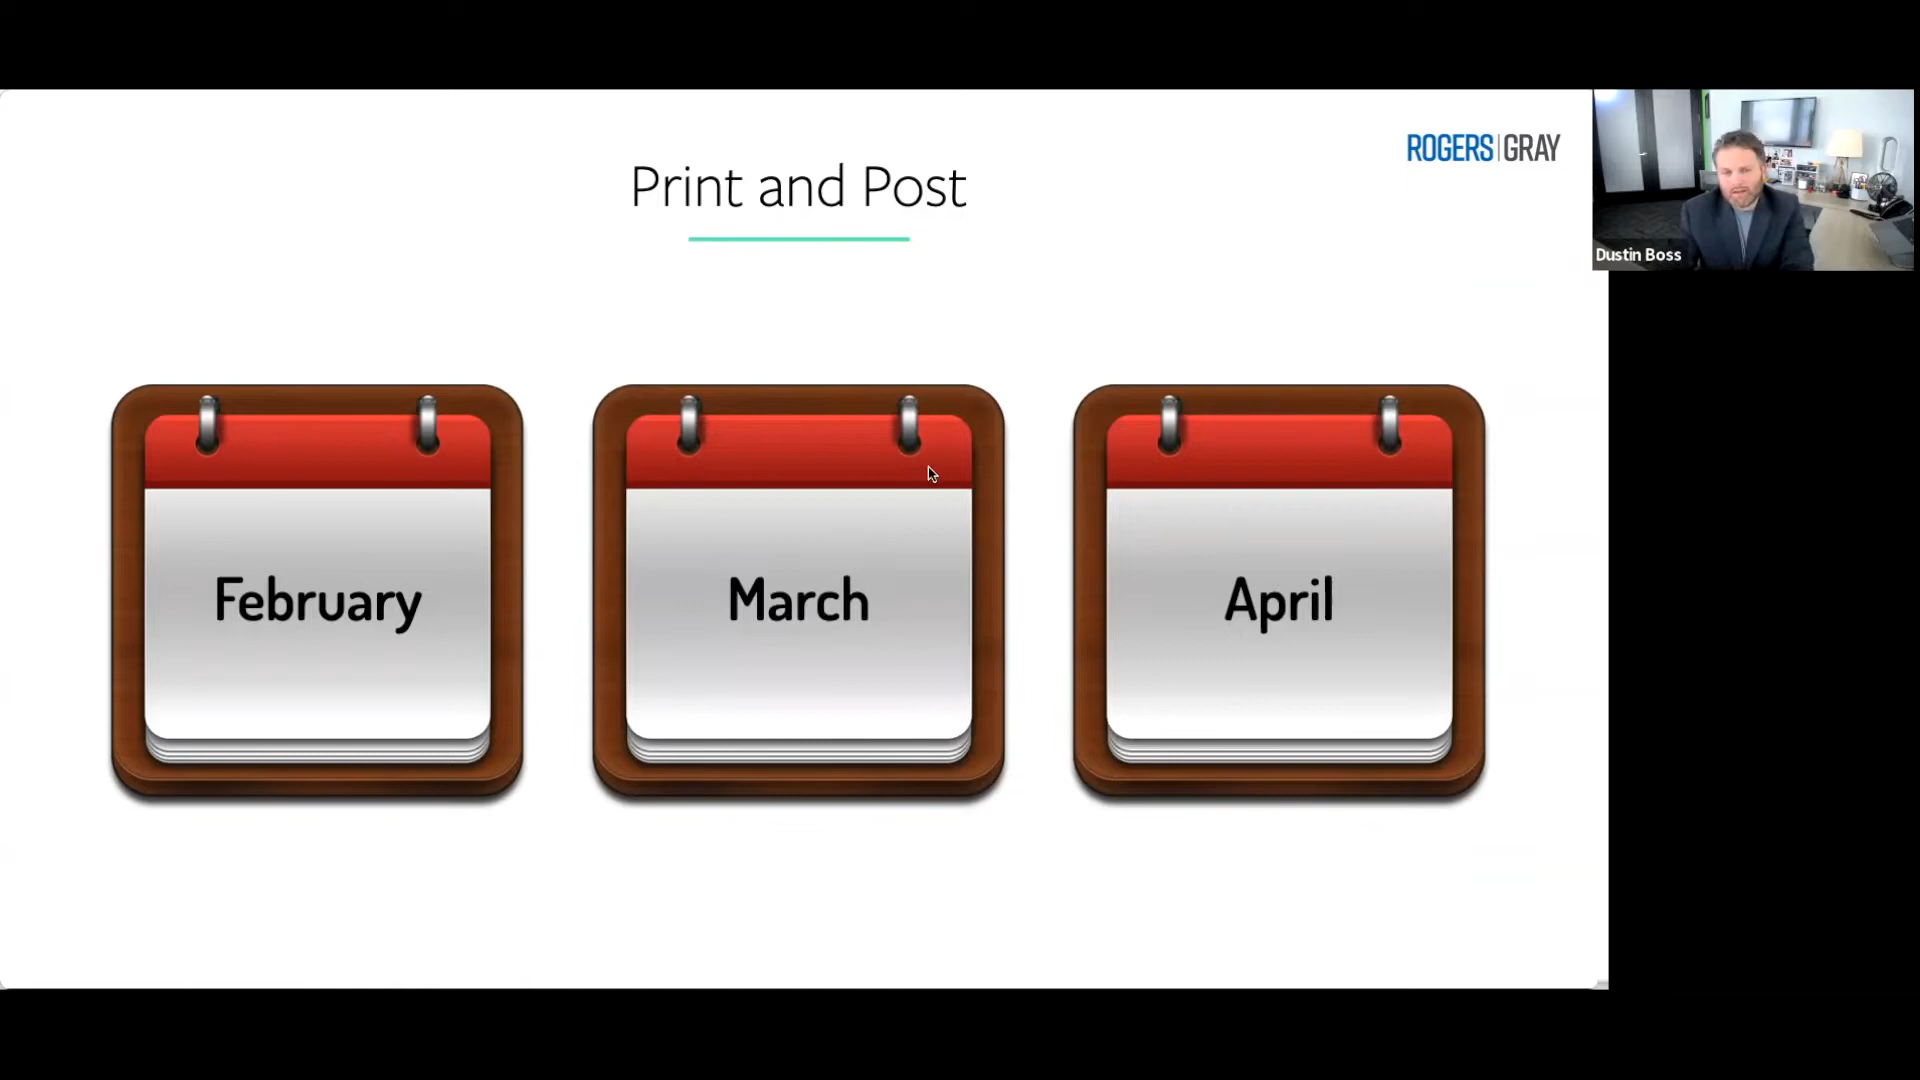 ROGERS|GRAY
Print and Post
Dustin Boss
February
March
April